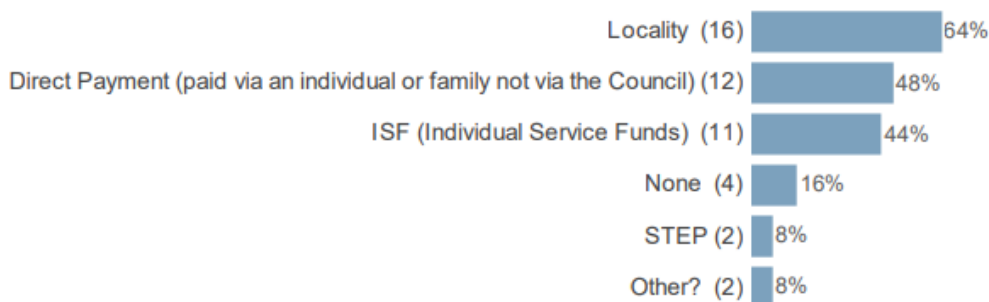 Locality (16) 64%
Direct Payment (paid via an individual or family not via the Council) (12) 48%
ISF (Individual Service Funds) (11) 44%
None (4) 16%
STEP (2) 8%
Other? (2) 8%